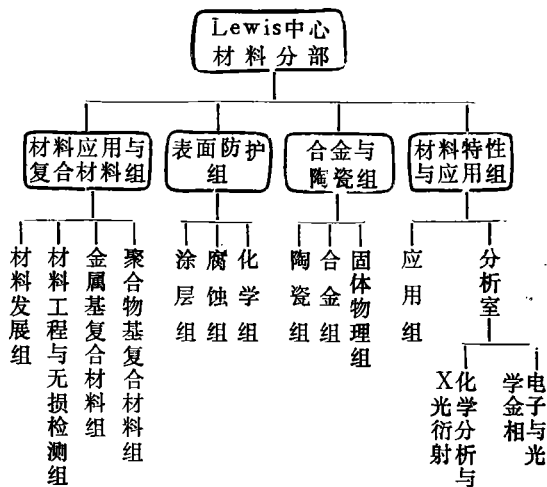 Lewis中心
材料分部
材料应用与
复合材料组
表面防护
组
合金与
陶瓷组
材料特性
与应用组
材料发展组
材料工程与无损检测组
金属基复合材料组
聚合物基复合材料组
涂层组
腐蚀组
化学组
陶瓷组
合金组
固体物理组
应用组
分析室
化学分析与
X光衍射
电子与光
学金相